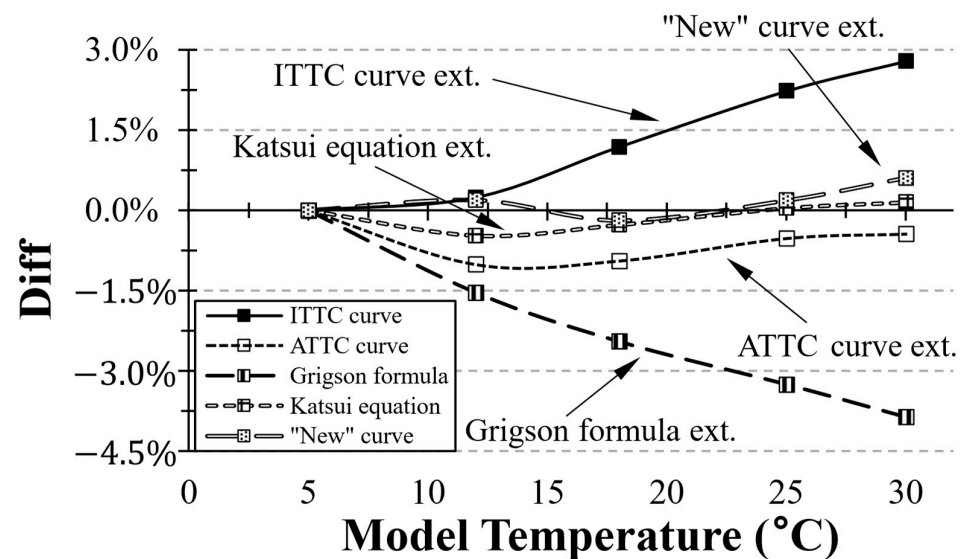 "New" curve ext.
3.0%
ITTC curve ext.
1.5%
Katsui equation ext.
0.0%
Diff
−1.5%
ITTC curve
ATTC curve
ATTC curve ext.
−3.0%
Grigson formula
Katsui equation
Grigson formula ext.
"New" curve
−4.5%
0 5 10 15 20 25 30
Model Temperature (°C)